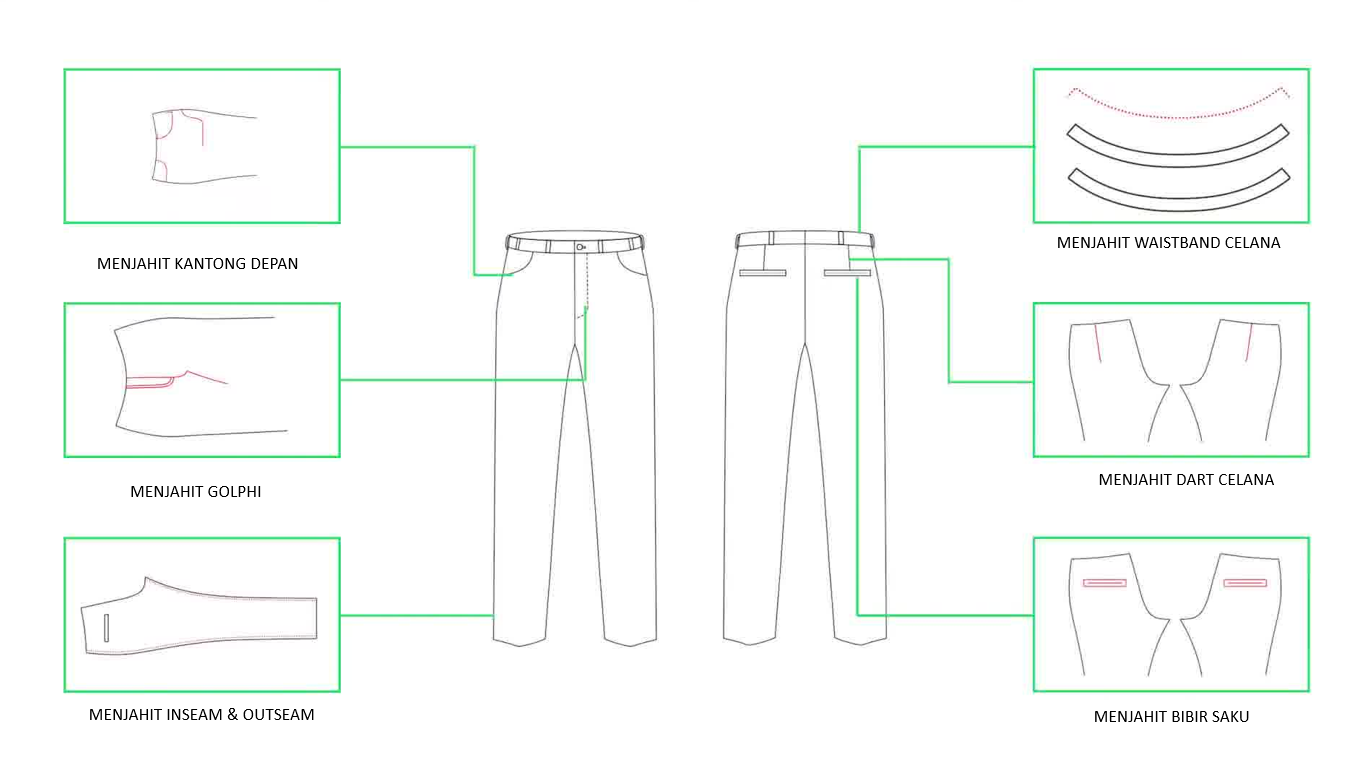 MENJAHIT KANTONG DEPAN
MENJAHIT GOLPHI
MENJAHIT INSEAM & OUTSEAM
MENJAHIT WAISTBAND CELANA
MENJAHIT DART CELANA
MENJAHIT BIBIR SAKU